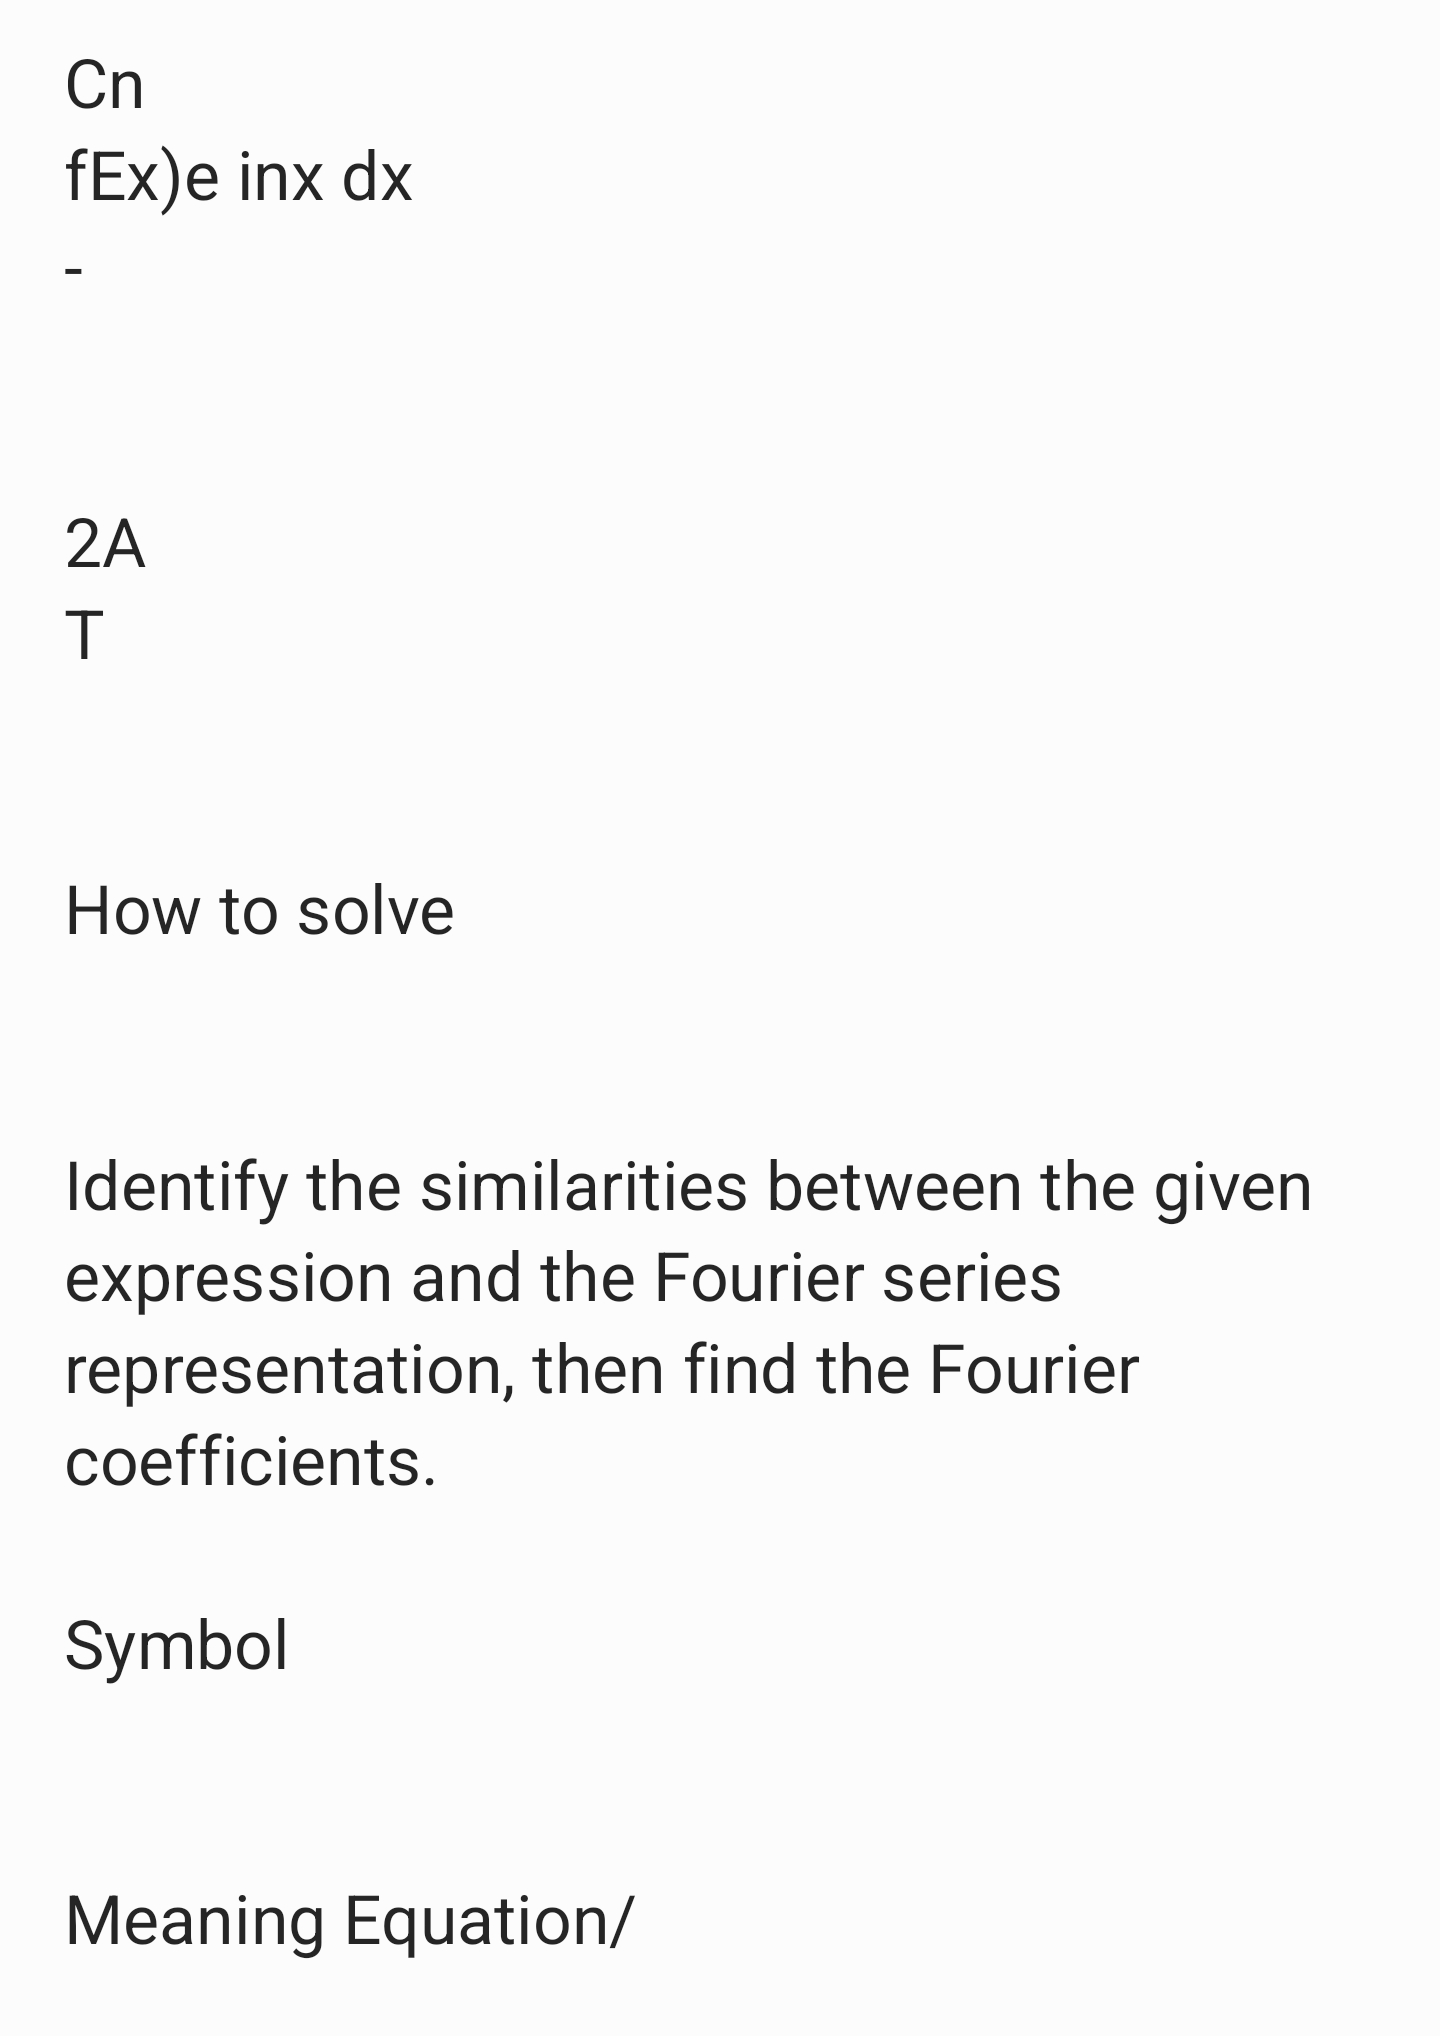 Cn
fEx)e inx dx
-
2A
T
How to solve
Identify the similarities between the given
expression and the Fourier series
representation, then find the Fourier
coefficients.
Symbol
Meaning Equation/